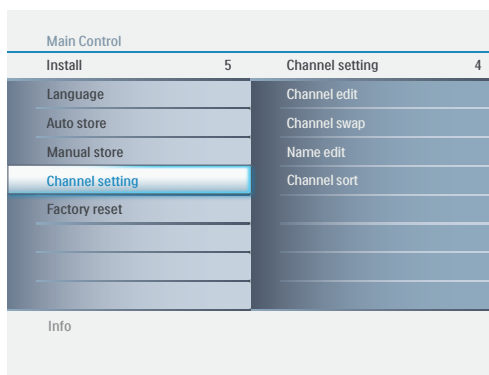 Main Control
Install 5 Channel setting 4
Language Channel edit
Auto store Channel swap
Manual store Name edit
Channel setting Channel sort
Factory reset
Info